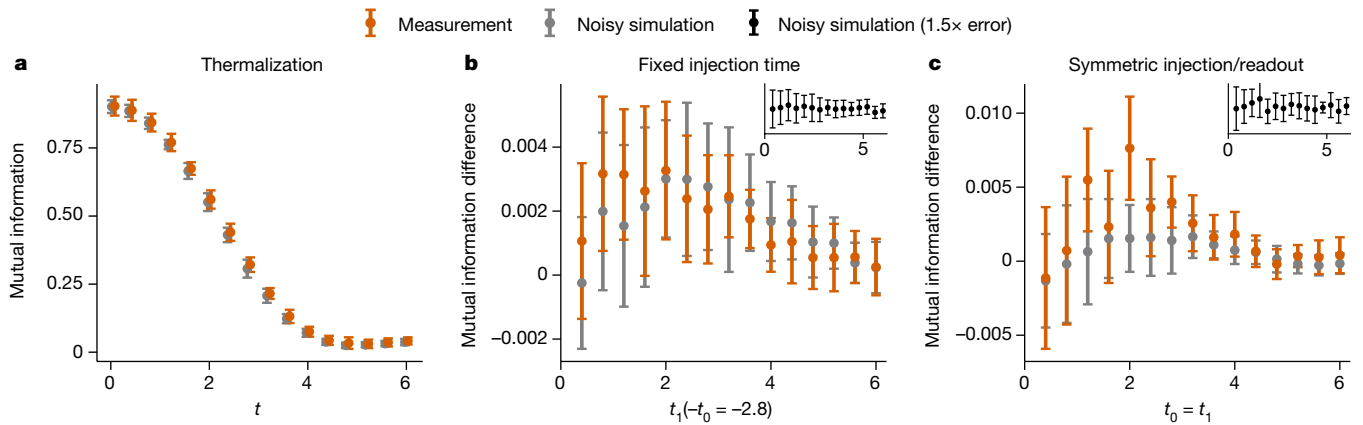 Measurement
Noisy simulation
Noisy simulation (1.5× error)
a
Thermalization
Mutual information
0.75
0.50
0.25
0
0
2
4
6
t
b
Fixed injection time
Mutual information difference
0.004
0.002
0
−0.002
0
2
4
6
t1(−t0 = −2.8)
0
5
c
Symmetric injection/readout
Mutual information difference
0.010
0.005
0
−0.005
0
2
4
6
t0 = t1
0
5